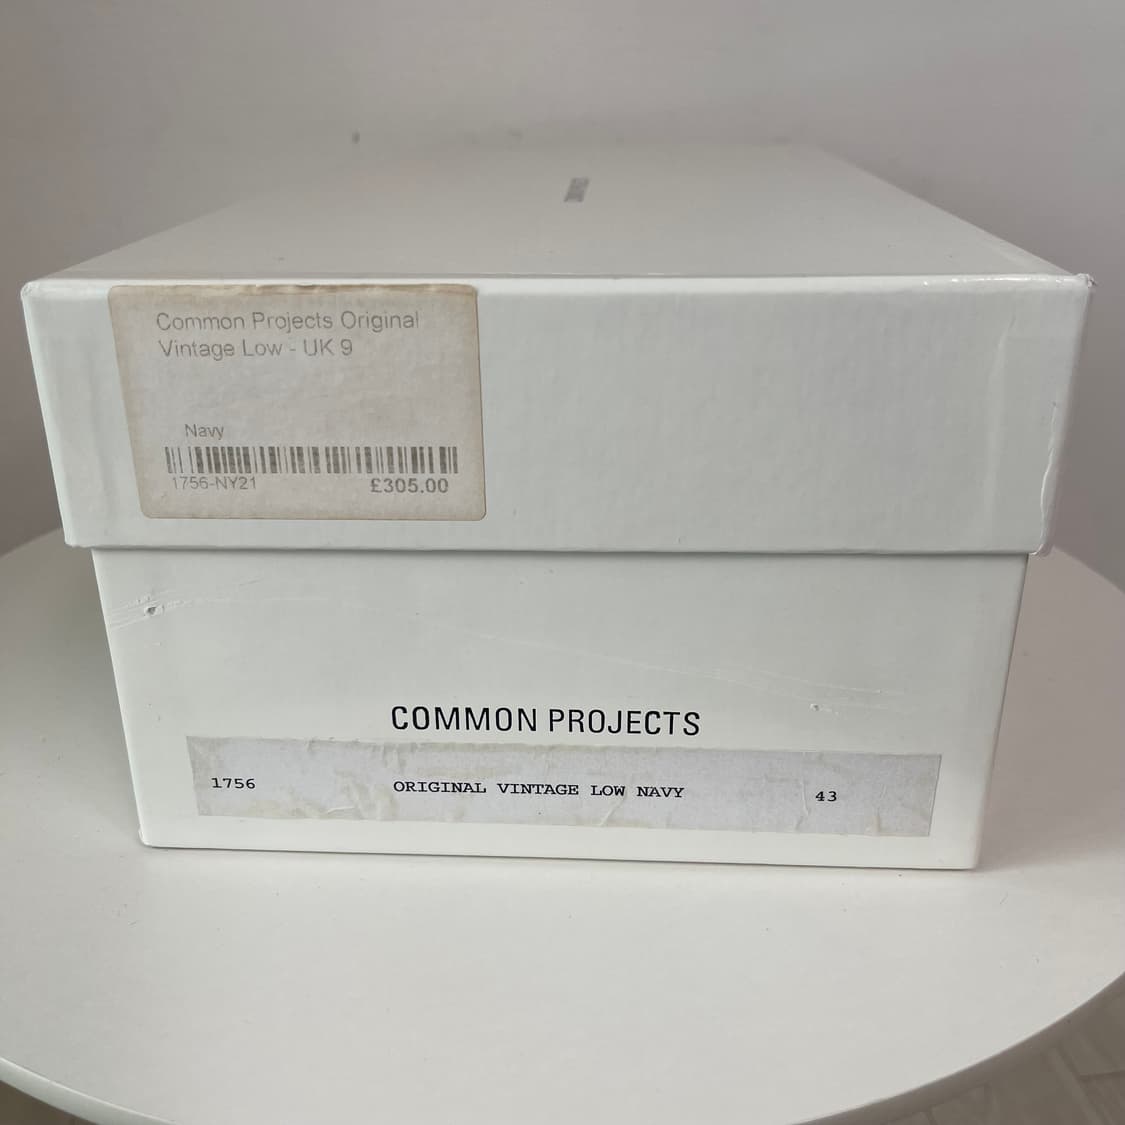 Common Projects Original
Vintage Low - UK 9
Navy
1756-NY21
£305.00
COMMON PROJECTS
1756 ORIGINAL VINTAGE LOW NAVY 43